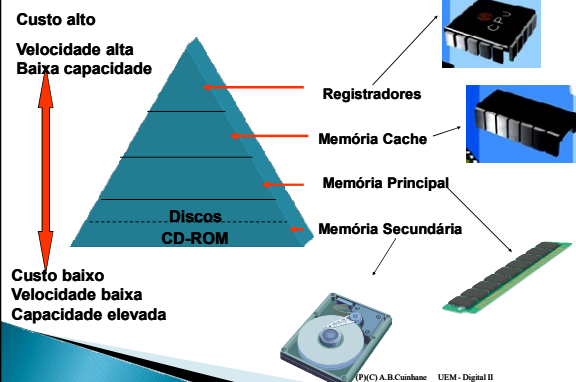 Custo alto
Velocidade alta
Baixa capacidade
CPU
Registradores
Memória Cache
Memória Principal
Discos
CD-ROM
Memória Secundária
Custo baixo
Velocidade baixa
Capacidade elevada
(P)(C) A.B.Cuinhane UEM - Digital II